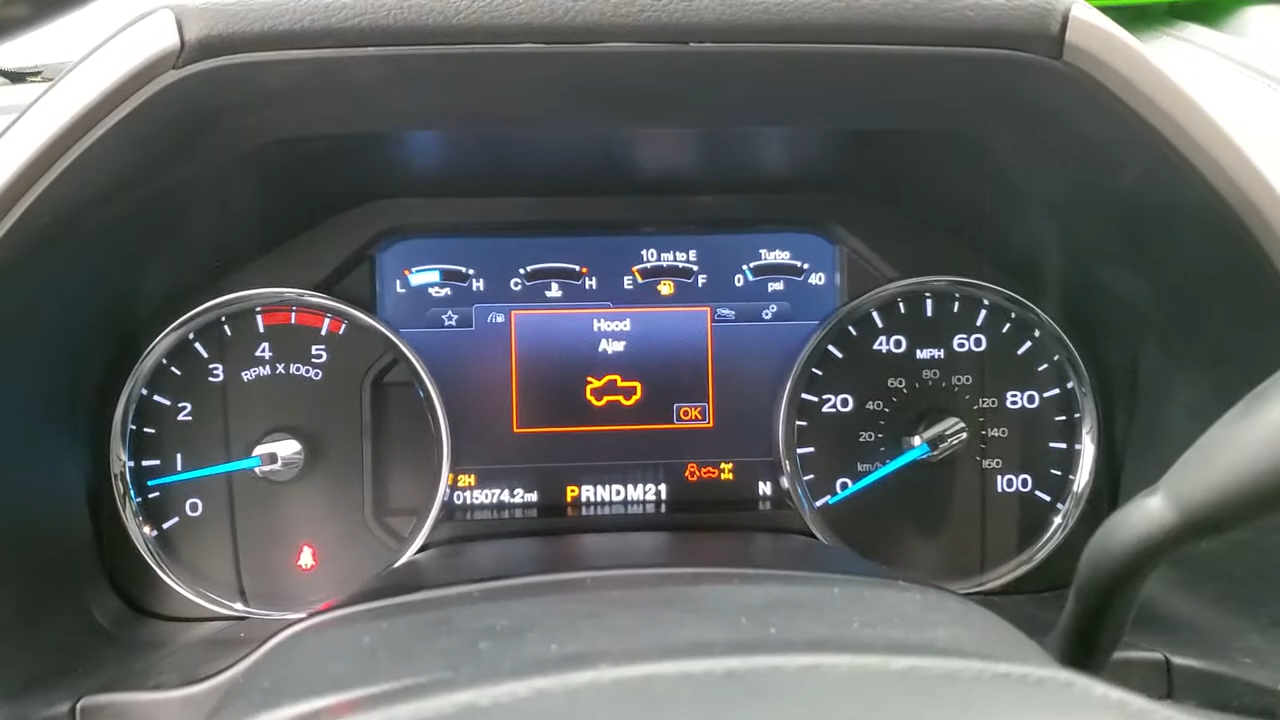 10 mi to E
Turbo
L H
C H
E F
0 40
psi
Hood
Ajar
OK
2H
015074.2mi
PRNDM21
N
0
1
2
3
4
5
RPM X 1000
0
20
40
60
80
100
MPH
km/h
20
40
60
80
100
120
140
160